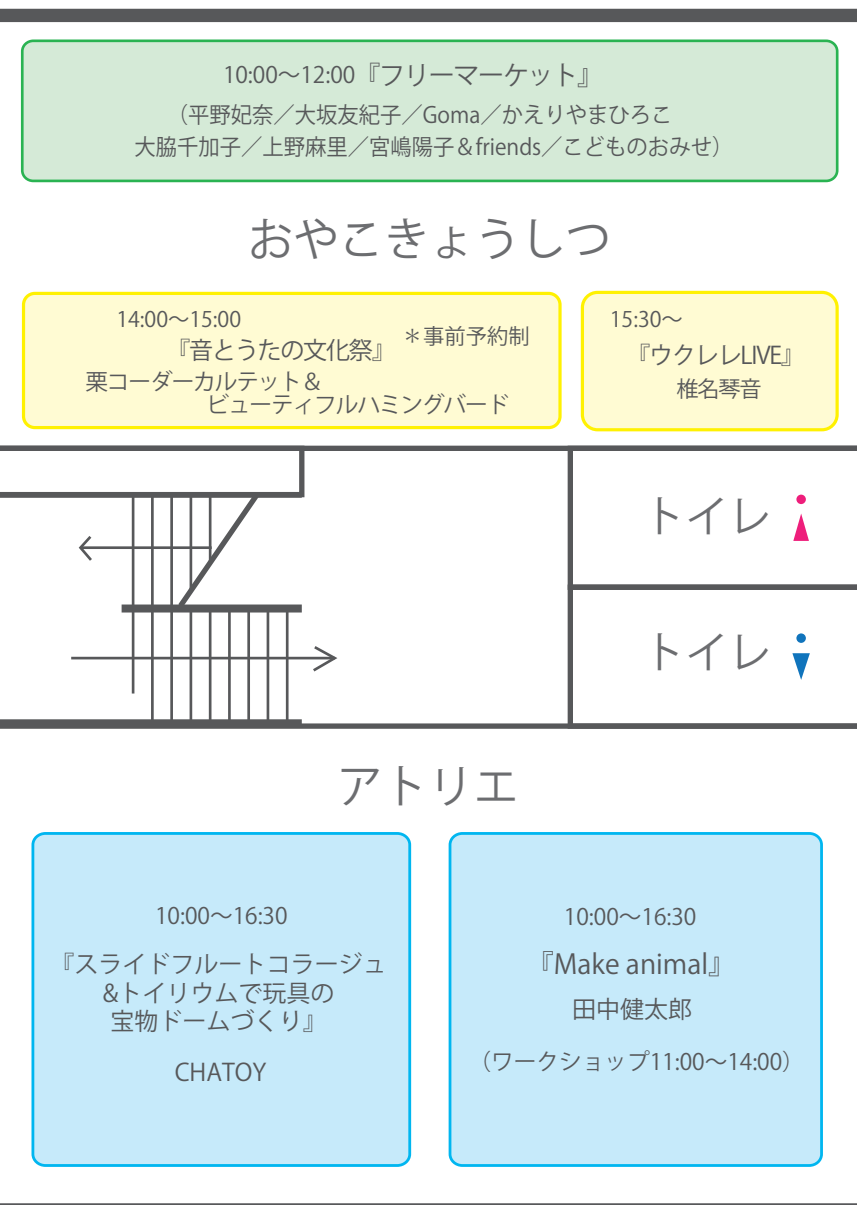 10:00～12:00『フリーマーケット』
（平野妃奈／大坂友紀子／Goma／かえりやまひろこ
大脇千加子／上野麻里／宮嶋陽子＆friends／こどものおみせ）
おやこきょうしつ
14:00～15:00
『音とうたの文化祭』 ＊事前予約制
栗コーダーカルテット＆
ビューティフルハミングバード
15:30～
『ウクレレLIVE』
椎名琴音
トイレ
トイレ
アトリエ
10:00～16:30
『スライドフルートコラージュ
&トイリウムで玩具の
宝物ドームづくり』
CHATOY
10:00～16:30
『Make animal』
田中健太郎
（ワークショップ11:00～14:00）